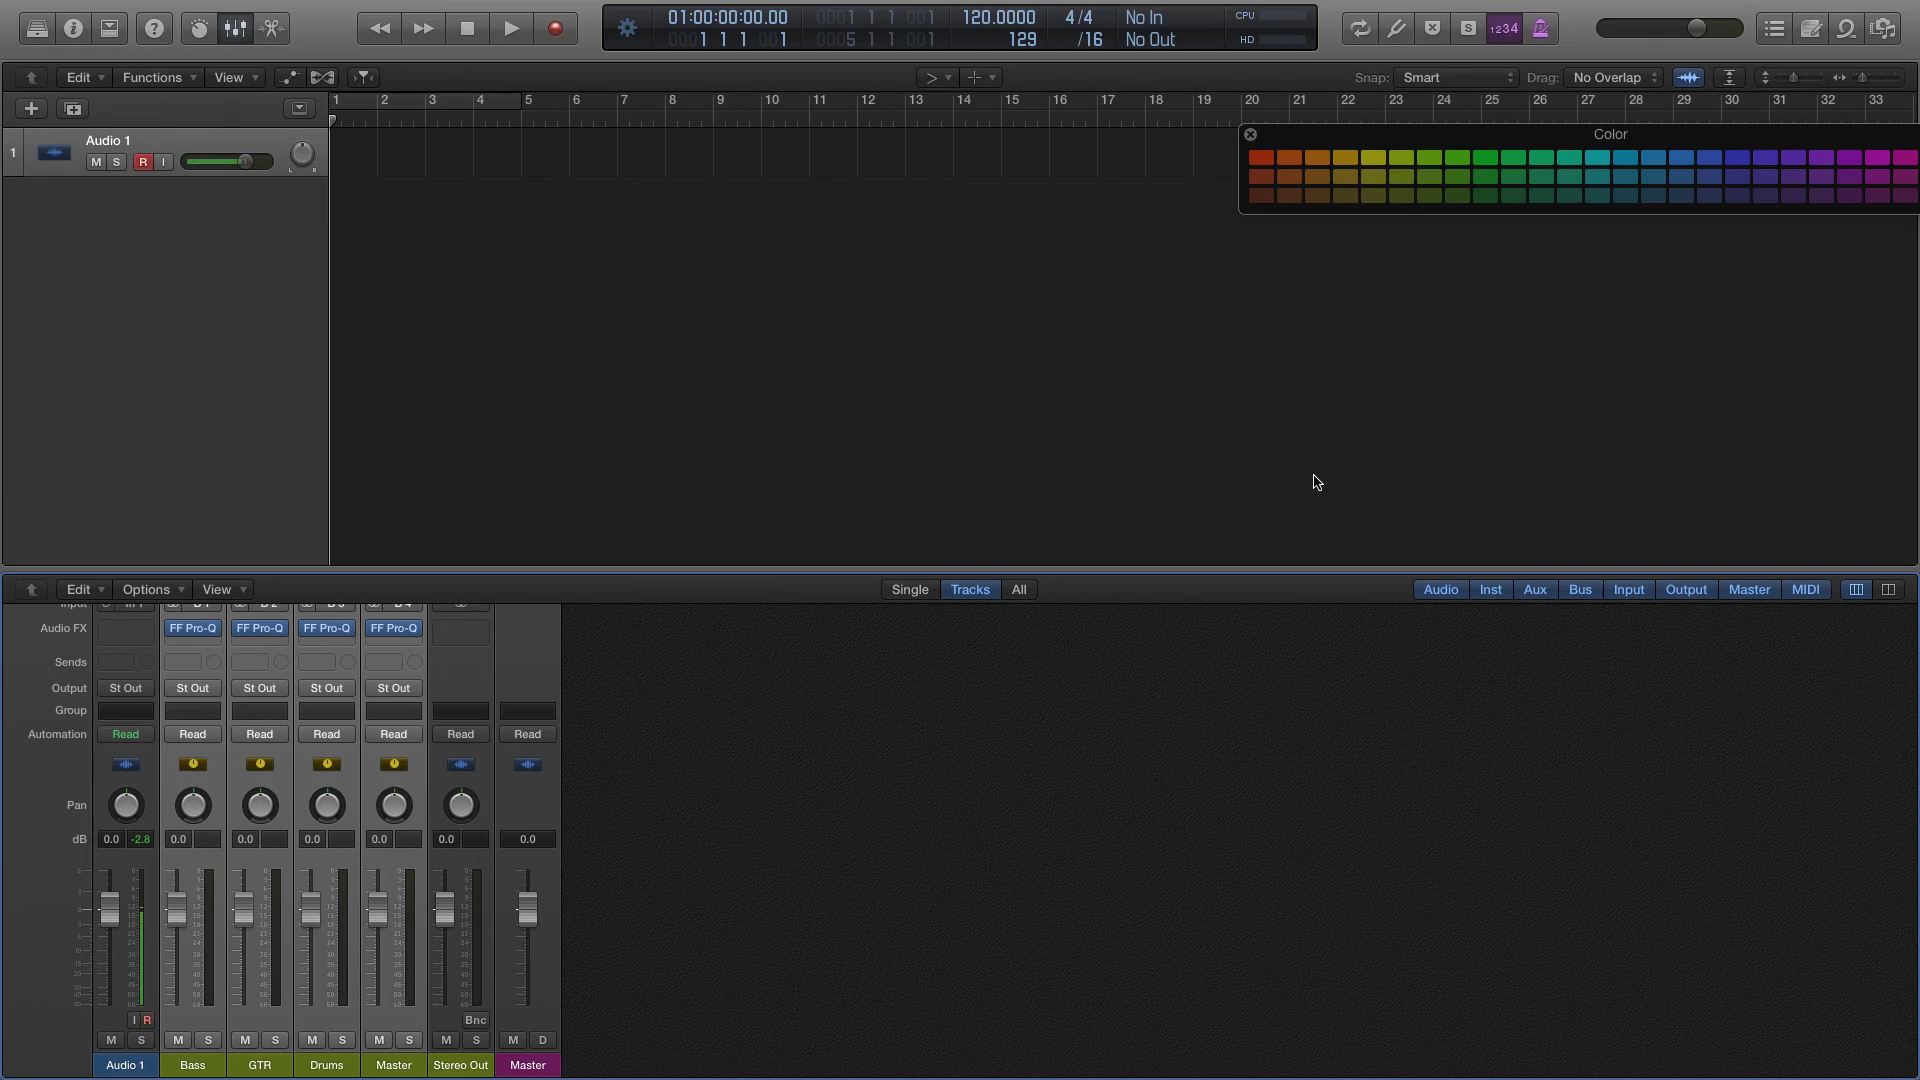 01:00:00:00.00
0001 1 1 001
120.0000
4/4
No In
CPU
0001 1 1 001
0005 1 1 001
129
/16
No Out
HD
S
1234
Edit
Functions
View
Snap: Smart
Drag: No Overlap
1 2 3 4 5 6 7 8 9 10 11 12 13 14 15 16 17 18 19 20 21 22 23 24 25 26 27 28 29 30 31 32 33
Color
1
Audio 1
M S R I
L R
Edit
Options
View
Single
Tracks
All
Audio
Inst
Aux
Bus
Input
Output
Master
MIDI
Input
Audio FX FF Pro-Q FF Pro-Q FF Pro-Q FF Pro-Q
Sends
Output St Out St Out St Out St Out St Out
Group
Automation Read Read Read Read Read Read Read
Pan
dB 0.0 -2.8 0.0 0.0 0.0 0.0 0.0 0.0
I R
Bnc
M S M S M S M S M S M S M D
Audio 1 Bass GTR Drums Master Stereo Out Master